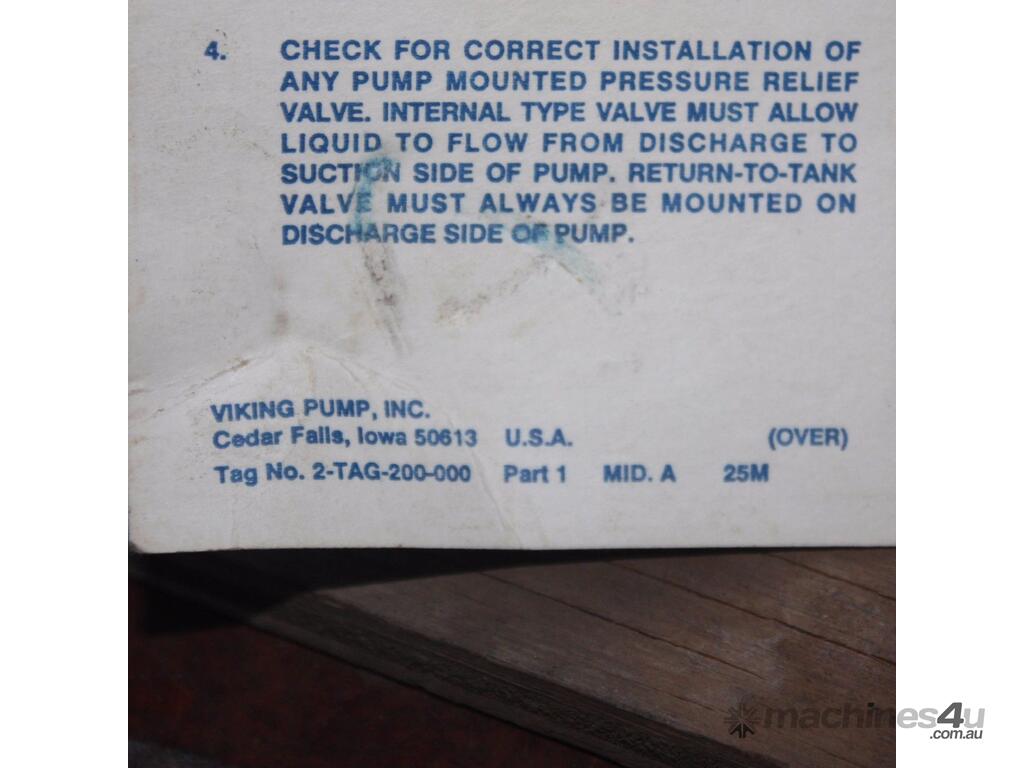 4. CHECK FOR CORRECT INSTALLATION OF
ANY PUMP MOUNTED PRESSURE RELIEF
VALVE. INTERNAL TYPE VALVE MUST ALLOW
LIQUID TO FLOW FROM DISCHARGE TO
SUCTION SIDE OF PUMP. RETURN-TO-TANK
VALVE MUST ALWAYS BE MOUNTED ON
DISCHARGE SIDE OF PUMP.
VIKING PUMP, INC.
Cedar Falls, Iowa 50613 U.S.A. (OVER)
Tag No. 2-TAG-200-000 Part 1 MID. A 25M
machines4u
.com.au